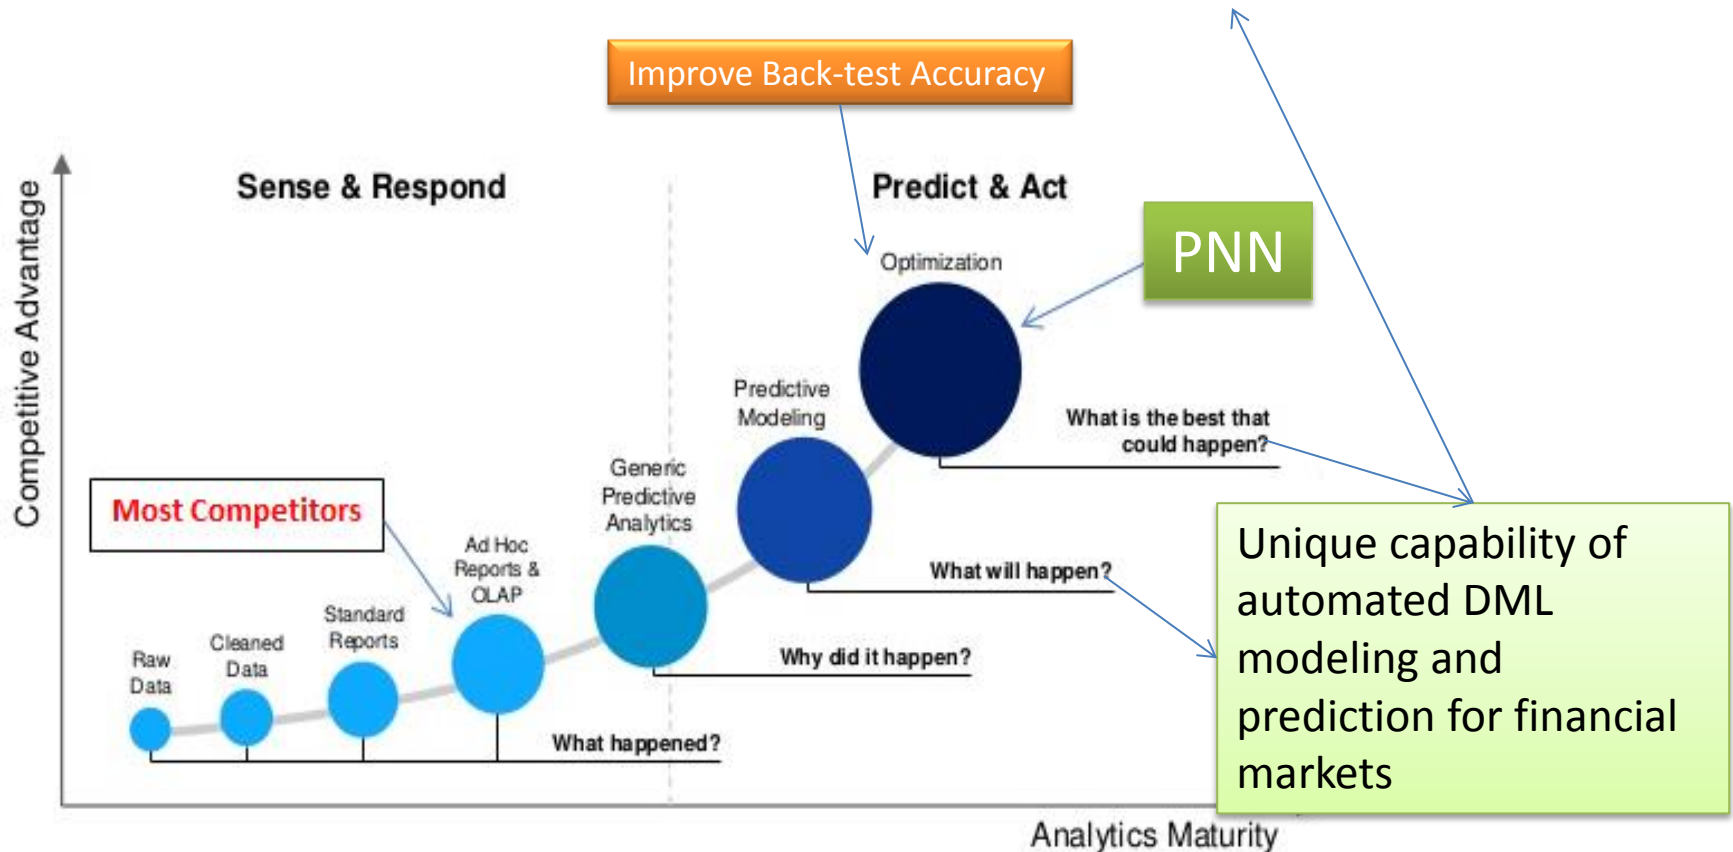 Improve Back-test Accuracy
Sense & Respond
Predict & Act
Competitive Advantage
PNN
Optimization
Predictive
Modeling
What is the best that
could happen?
Generic
Predictive
Analytics
Most Competitors
Ad Hoc
Reports &
OLAP
What will happen?
Unique capability of
automated DML
modeling and
prediction for financial
markets
Standard
Reports
Cleaned
Data
Raw
Data
Why did it happen?
What happened?
Analytics Maturity